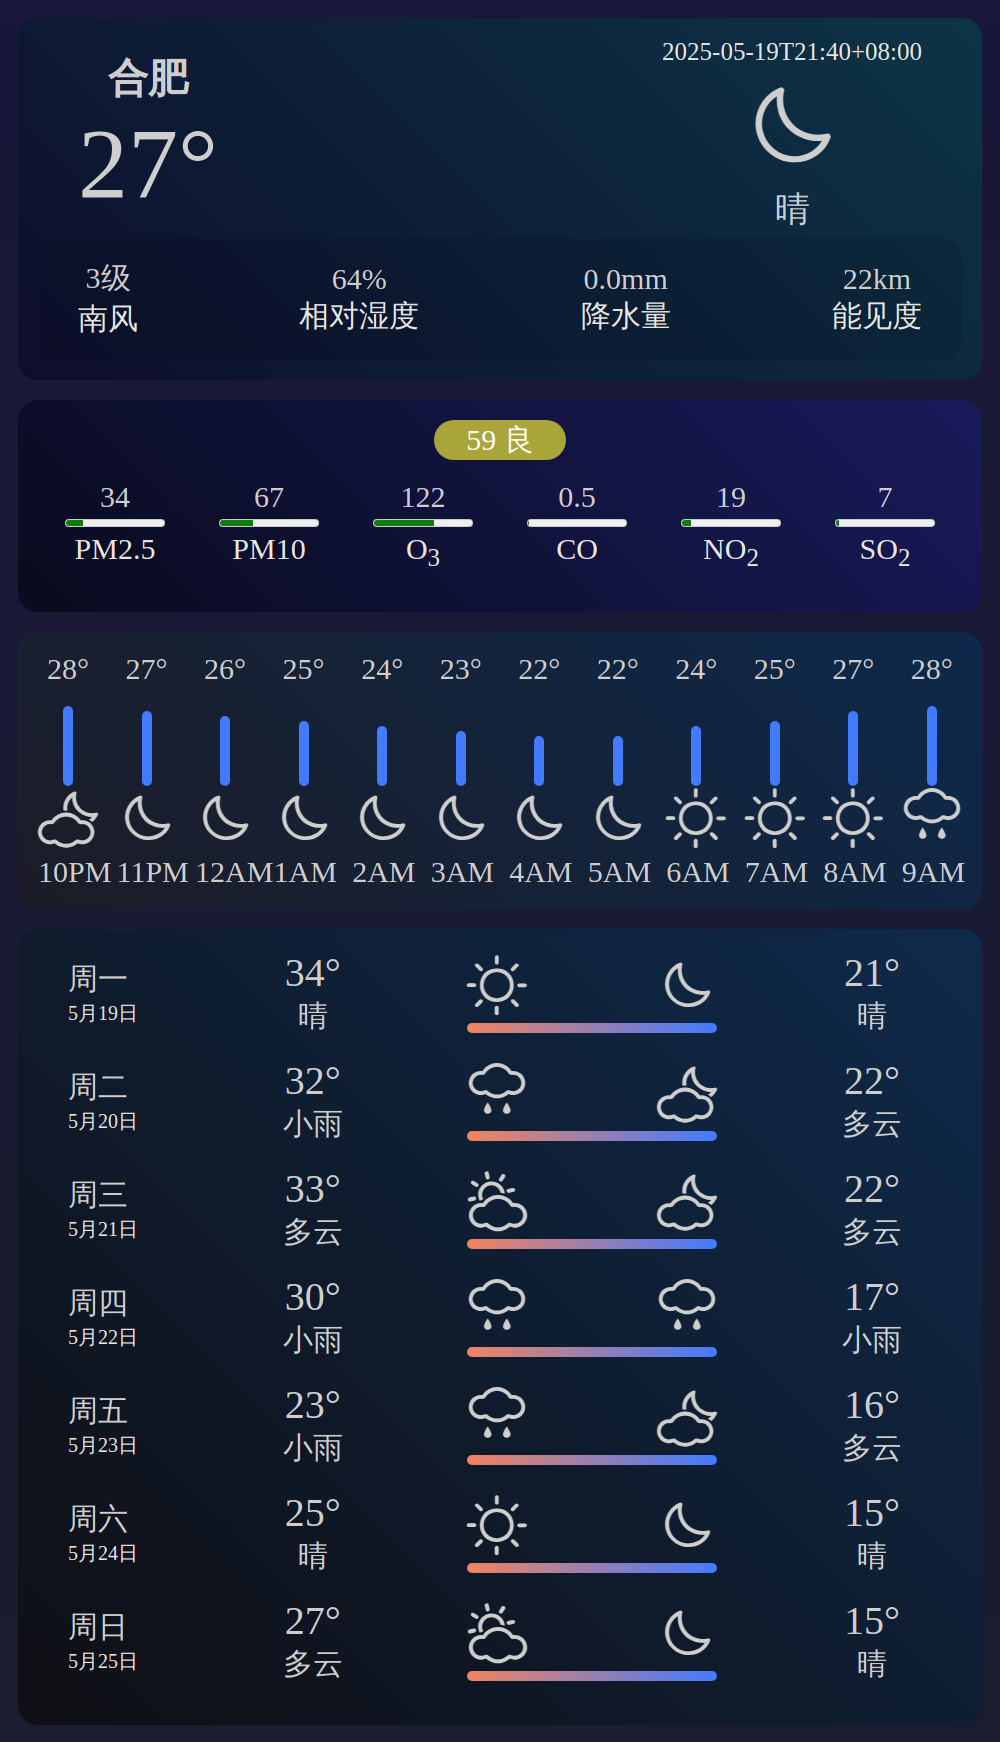 合肥
27°
2025-05-19T21:40+08:00
晴
3级 64% 0.0mm 22km
南风 相对湿度 降水量 能见度
59 良
34 67 122 0.5 19 7
PM2.5 PM10 O3 CO NO2 SO2
28° 27° 26° 25° 24° 23° 22° 22° 24° 25° 27° 28°
10PM 11PM 12AM 1AM 2AM 3AM 4AM 5AM 6AM 7AM 8AM 9AM
周一 34° 21°
5月19日 晴 晴
周二 32° 22°
5月20日 小雨 多云
周三 33° 22°
5月21日 多云 多云
周四 30° 17°
5月22日 小雨 小雨
周五 23° 16°
5月23日 小雨 多云
周六 25° 15°
5月24日 晴 晴
周日 27° 15°
5月25日 多云 晴